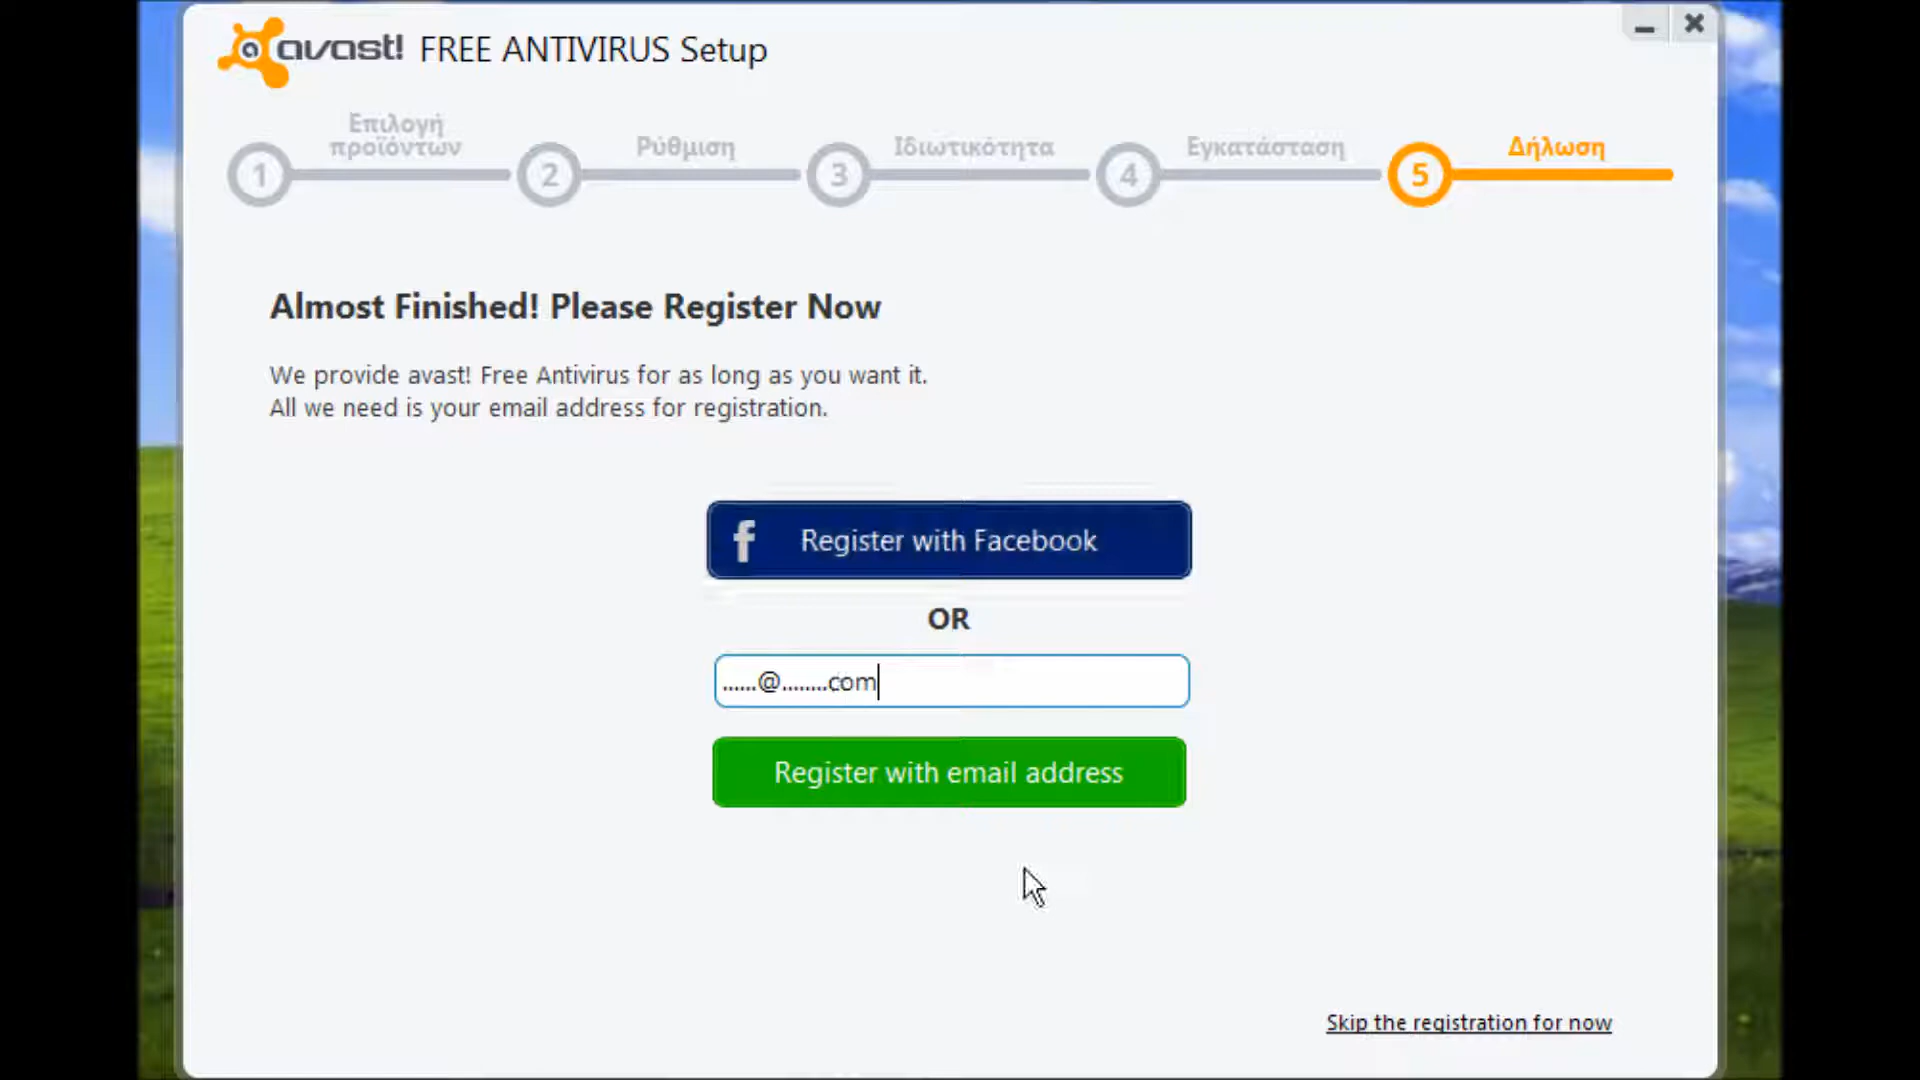 avast! FREE ANTIVIRUS Setup
1 Επιλογή
προϊόντων
2 Ρύθμιση
3 Ιδιωτικότητα
4 Εγκατάσταση
5 Δήλωση
Almost Finished! Please Register Now
We provide avast! Free Antivirus for as long as you want it.
All we need is your email address for registration.
f Register with Facebook
OR
......@........com
Register with email address
Skip the registration for now